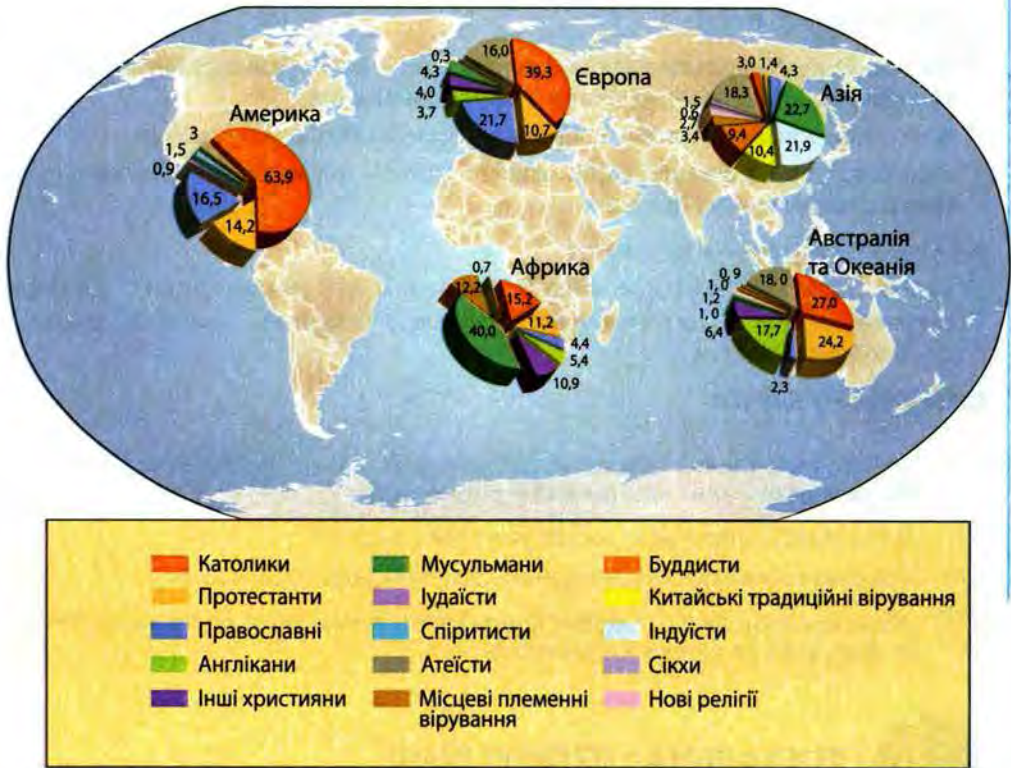 Америка
3
1,5
0,9
63,9
16,5
14,2
Європа
0,3
4,3
4,0
3,7
16,0
39,3
21,7
10,7
Азія
3,0
1,4
4,3
18,3
22,7
1,5
0,6
2,7
3,4
9,4
10,4
21,9
Африка
0,7
12,2
15,2
11,2
40,0
4,4
5,4
10,9
Австралія
та Океанія
0,9
1,0
1,2
1,0
6,4
18,0
27,0
17,7
24,2
2,3
Католики
Протестанти
Православні
Англікани
Інші християни
Мусульмани
Іудаїсти
Спіритисти
Атеїсти
Місцеві племенні
вірування
Буддисти
Китайські традиційні вірування
Індуїсти
Сікхи
Нові релігії